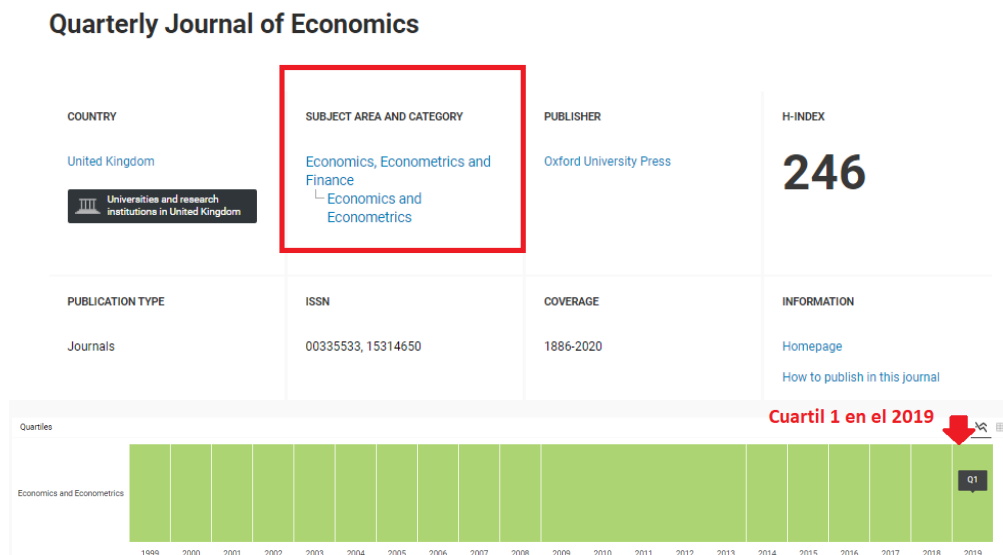 Quarterly Journal of Economics
COUNTRY
United Kingdom
Universities and research
institutions in United Kingdom
SUBJECT AREA AND CATEGORY
Economics, Econometrics and
Finance
Economics and
Econometrics
PUBLISHER
Oxford University Press
H-INDEX
246
PUBLICATION TYPE
Journals
ISSN
00335533, 15314650
COVERAGE
1886-2020
INFORMATION
Homepage
How to publish in this journal
Cuartil 1 en el 2019
Quartiles
Economics and Econometrics
Q1
1999 2000 2001 2002 2003 2004 2005 2006 2007 2008 2009 2010 2011 2012 2013 2014 2015 2016 2017 2018 2019